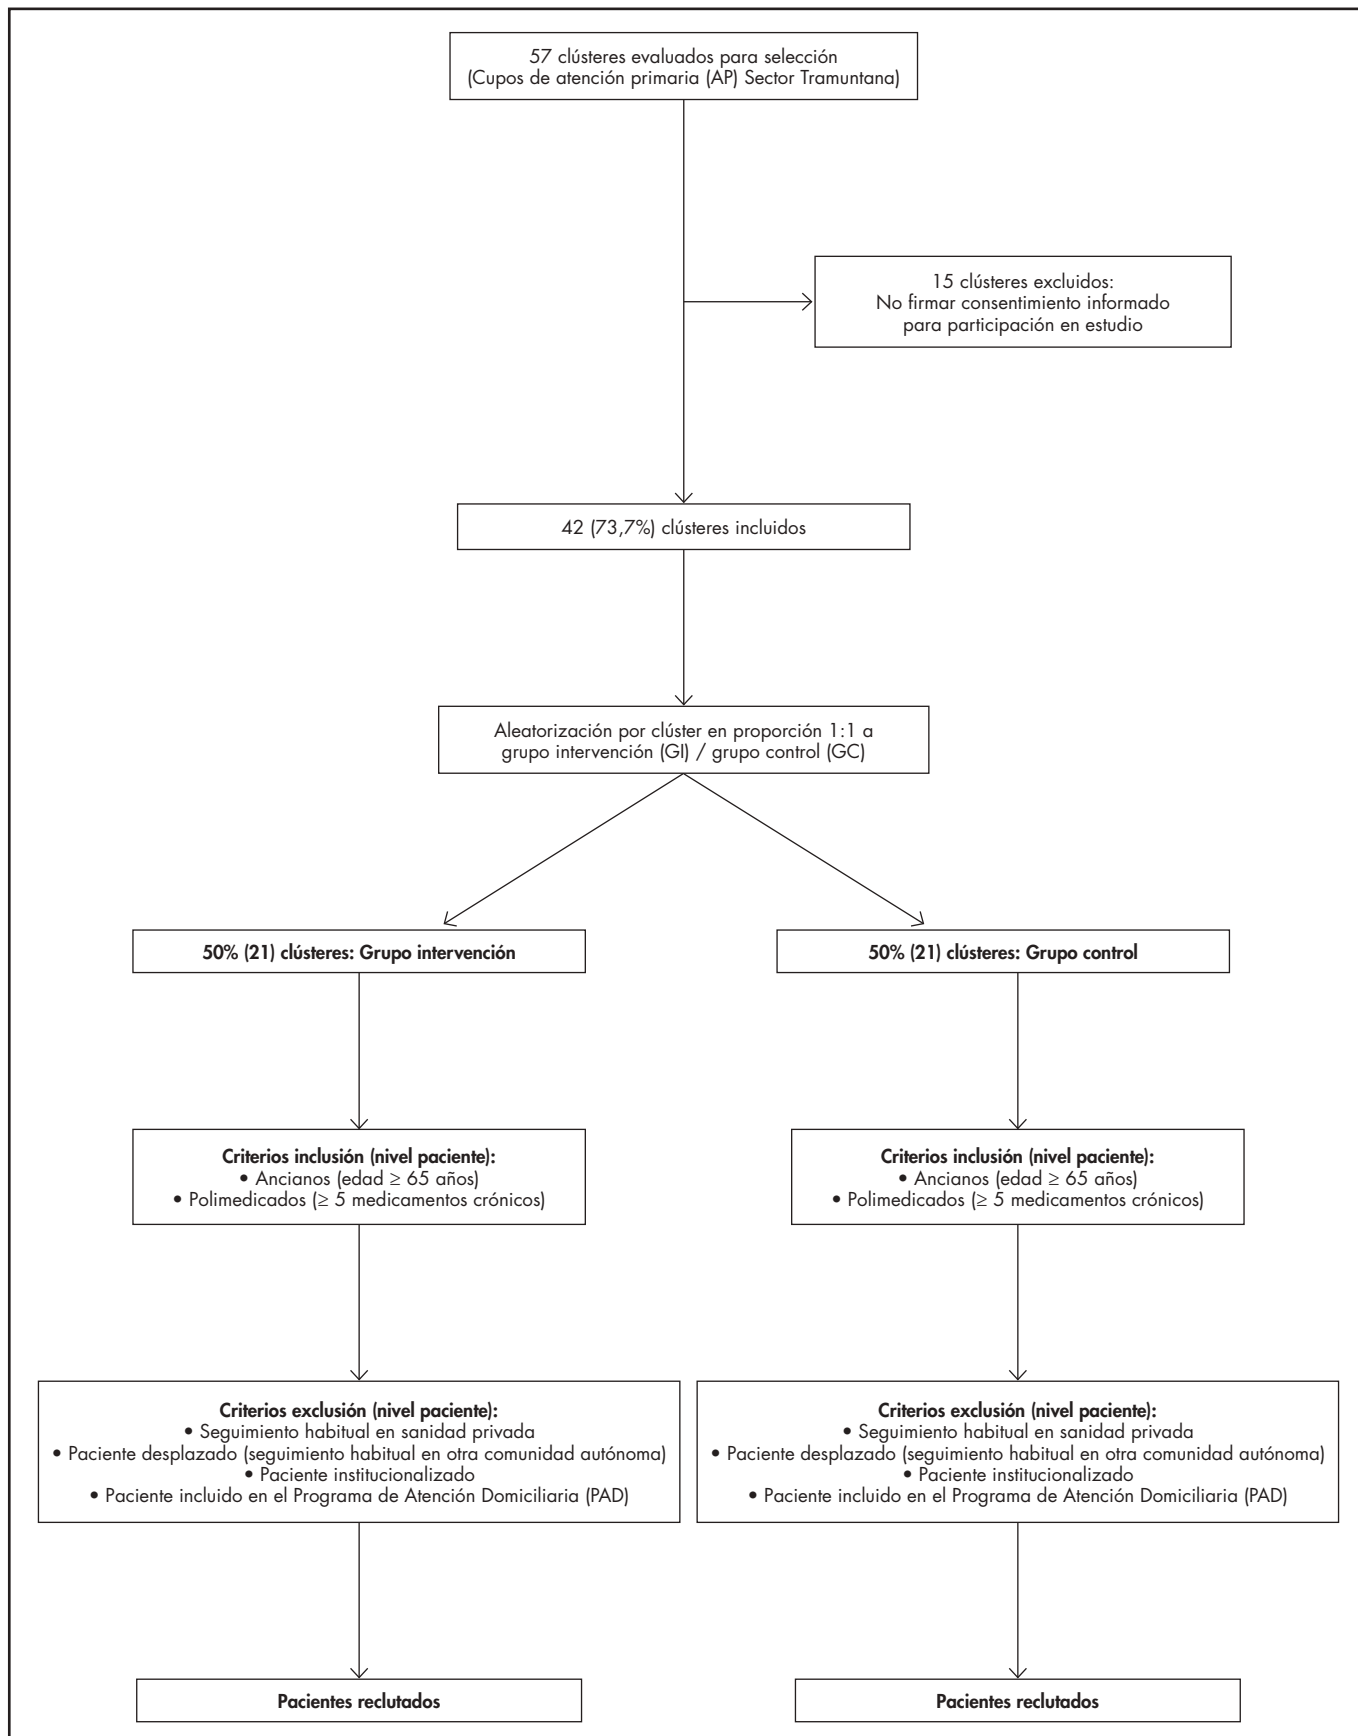 57 clústeres evaluados para selección
(Cupos de atención primaria (AP) Sector Tramuntana)
15 clústeres excluidos:
No firmar consentimiento informado
para participación en estudio
42 (73,7%) clústeres incluidos
Aleatorización por clúster en proporción 1:1 a
grupo intervención (GI) / grupo control (GC)
50% (21) clústeres: Grupo intervención
50% (21) clústeres: Grupo control
Criterios inclusión (nivel paciente):
• Ancianos (edad ≥ 65 años)
• Polimedicados (≥ 5 medicamentos crónicos)
Criterios inclusión (nivel paciente):
• Ancianos (edad ≥ 65 años)
• Polimedicados (≥ 5 medicamentos crónicos)
Criterios exclusión (nivel paciente):
• Seguimiento habitual en sanidad privada
• Paciente desplazado (seguimiento habitual en otra comunidad autónoma)
• Paciente institucionalizado
• Paciente incluido en el Programa de Atención Domiciliaria (PAD)
Criterios exclusión (nivel paciente):
• Seguimiento habitual en sanidad privada
• Paciente desplazado (seguimiento habitual en otra comunidad autónoma)
• Paciente institucionalizado
• Paciente incluido en el Programa de Atención Domiciliaria (PAD)
Pacientes reclutados
Pacientes reclutados